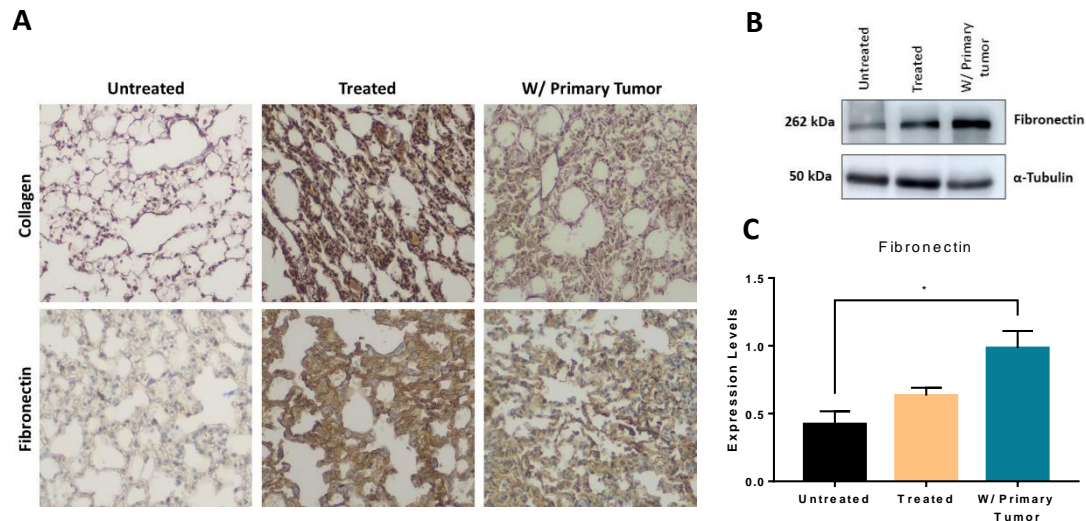 A
Untreated
Treated
W/ Primary Tumor
Collagen
Fibronectin
B
Untreated
Treated
W/ Primary
tumor
262 kDa
Fibronectin
50 kDa
α-Tubulin
C
Fibronectin
Expression Levels
1.5
1.0
0.5
0.0
*
Untreated
Treated
W/ Primary
Tumor